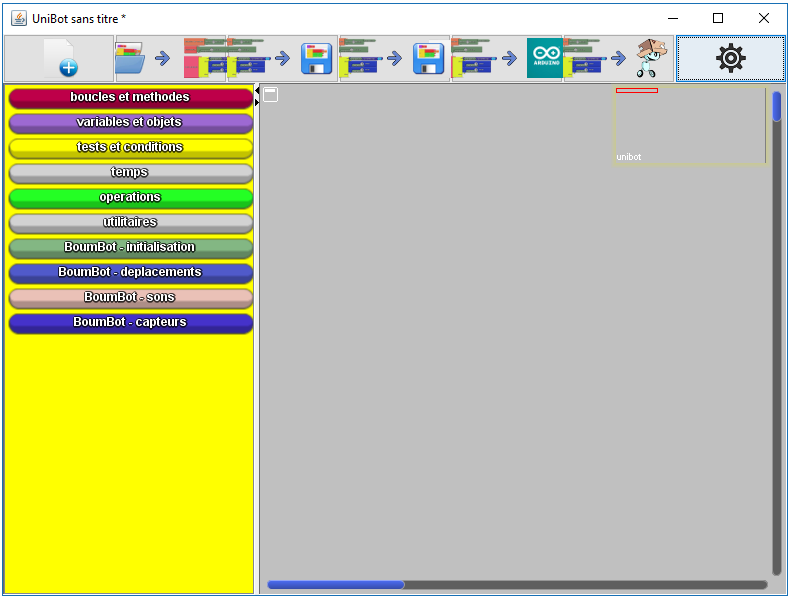 UniBot sans titre *
ARDUINO
boucles et methodes
variables et objets
tests et conditions
temps
operations
utilitaires
BoumBot - initialisation
BoumBot - deplacements
BoumBot - sons
BoumBot - capteurs
unibot